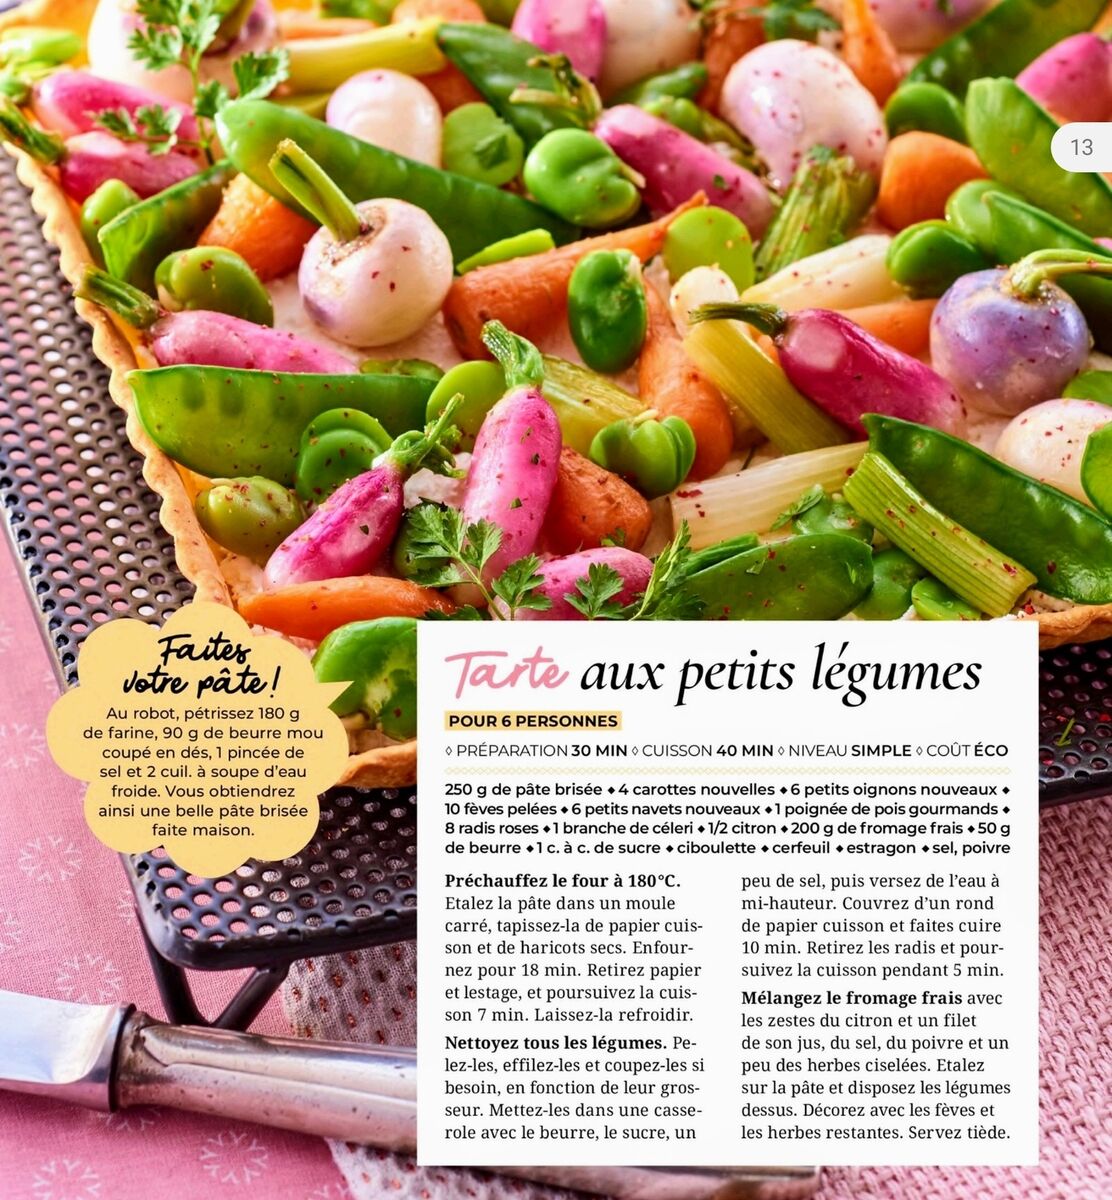 13
Faites
votre pâte !
Au robot, pétrissez 180 g
de farine, 90 g de beurre mou
coupé en dés, 1 pincée de
sel et 2 cuil. à soupe d'eau
froide. Vous obtiendrez
ainsi une belle pâte brisée
faite maison.
Tarte aux petits légumes
POUR 6 PERSONNES
◊ PRÉPARATION 30 MIN ◊ CUISSON 40 MIN ◊ NIVEAU SIMPLE ◊ COÛT ÉCO
250 g de pâte brisée ◆ 4 carottes nouvelles ◆ 6 petits oignons nouveaux ◆
10 fèves pelées ◆ 6 petits navets nouveaux ◆ 1 poignée de pois gourmands ◆
8 radis roses ◆ 1 branche de céleri ◆ 1/2 citron ◆ 200 g de fromage frais ◆ 50 g
de beurre ◆ 1 c. à c. de sucre ◆ ciboulette ◆ cerfeuil ◆ estragon ◆ sel, poivre
Préchauffez le four à 180°C.
Etalez la pâte dans un moule
carré, tapissez-la de papier cuis-
son et de haricots secs. Enfour-
nez pour 18 min. Retirez papier
et lestage, et poursuivez la cuis-
son 7 min. Laissez-la refroidir.
Nettoyez tous les légumes. Pe-
lez-les, effilez-les et coupez-les si
besoin, en fonction de leur gros-
seur. Mettez-les dans une casse-
role avec le beurre, le sucre, un
peu de sel, puis versez de l'eau à
mi-hauteur. Couvrez d'un rond
de papier cuisson et faites cuire
10 min. Retirez les radis et pour-
suivez la cuisson pendant 5 min.
Mélangez le fromage frais avec
les zestes du citron et un filet
de son jus, du sel, du poivre et un
peu des herbes ciselées. Etalez
sur la pâte et disposez les légumes
dessus. Décorez avec les fèves et
les herbes restantes. Servez tiède.